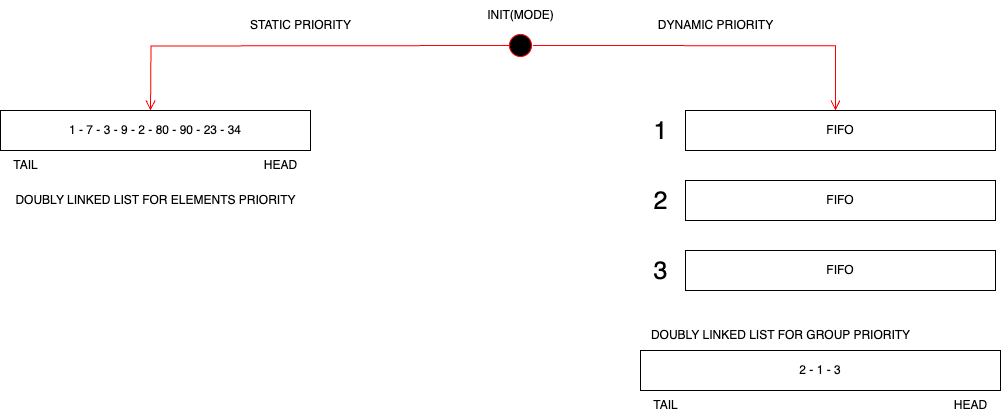 INIT(MODE)
STATIC PRIORITY
DYNAMIC PRIORITY
1 - 7 - 3 - 9 - 2 - 80 - 90 - 23 - 34
TAIL
HEAD
DOUBLY LINKED LIST FOR ELEMENTS PRIORITY
1
FIFO
2
FIFO
3
FIFO
DOUBLY LINKED LIST FOR GROUP PRIORITY
2 - 1 - 3
TAIL
HEAD